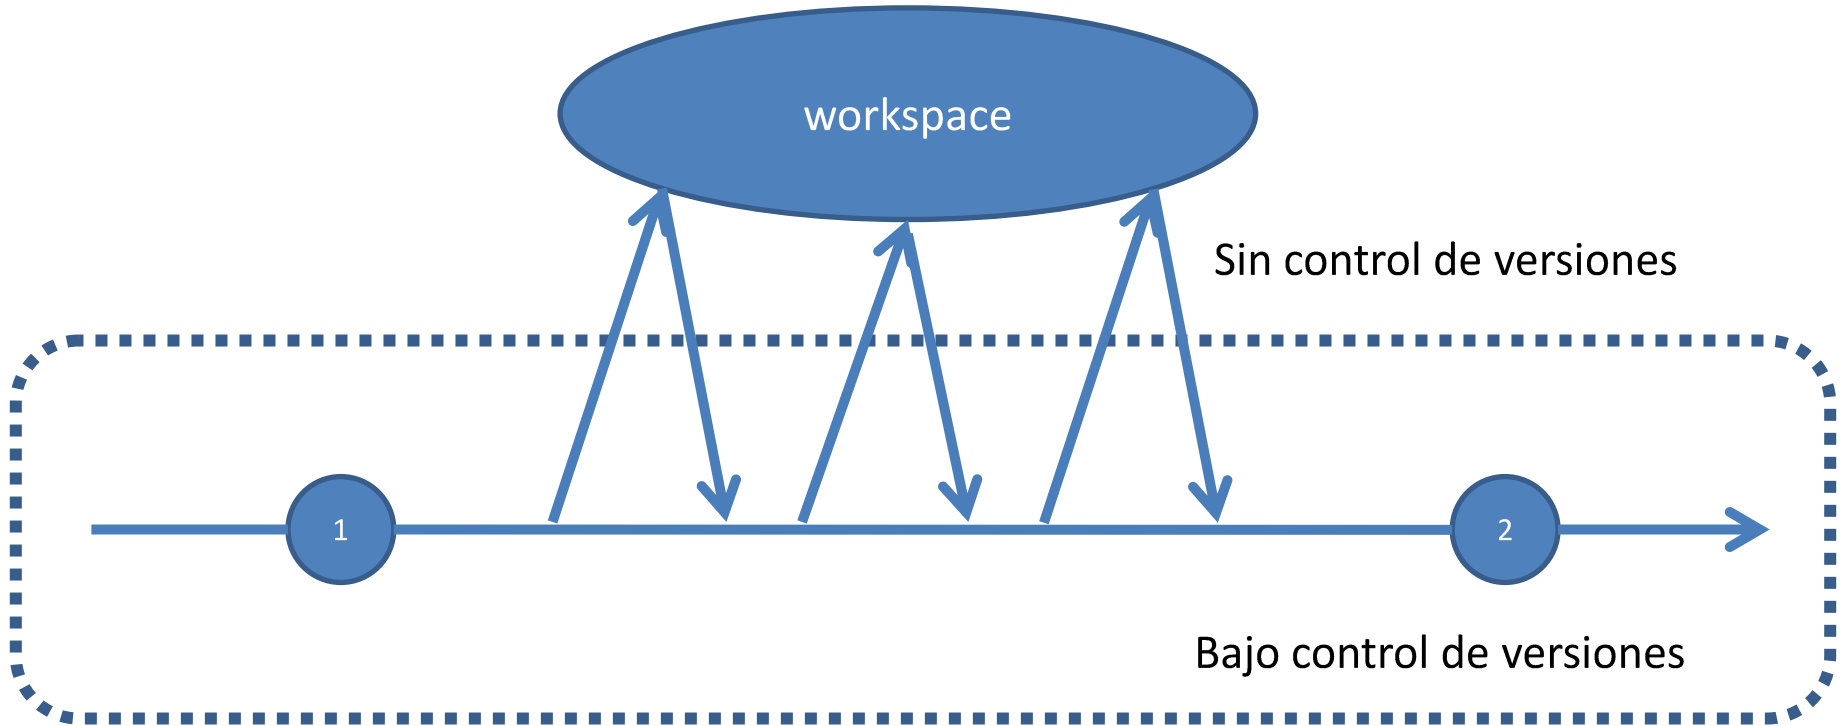 workspace
Sin control de versiones
1
2
Bajo control de versiones